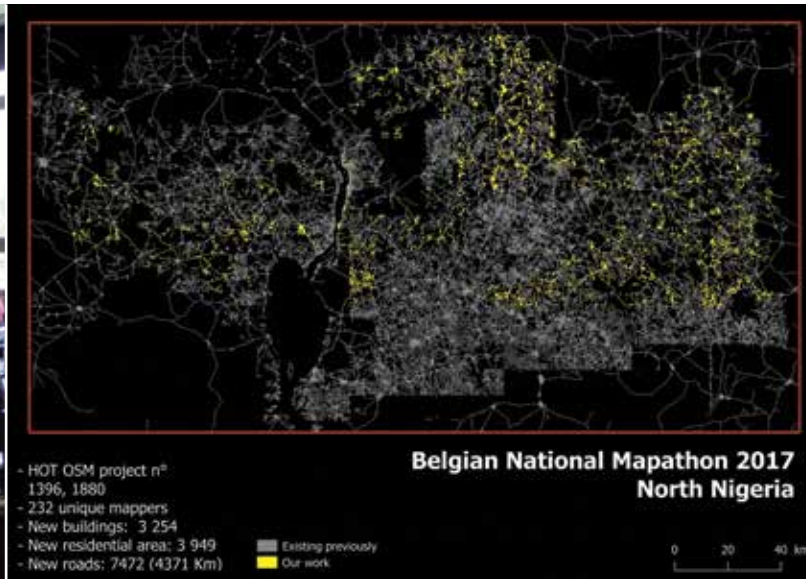 Belgian National Mapathon 2017
North Nigeria
- HOT OSM project n°
1396, 1880
- 232 unique mappers
- New buildings: 3 254
- New residential area: 3 949
- New roads: 7472 (4371 Km)
Existing previously
Our work
0 20 40 km